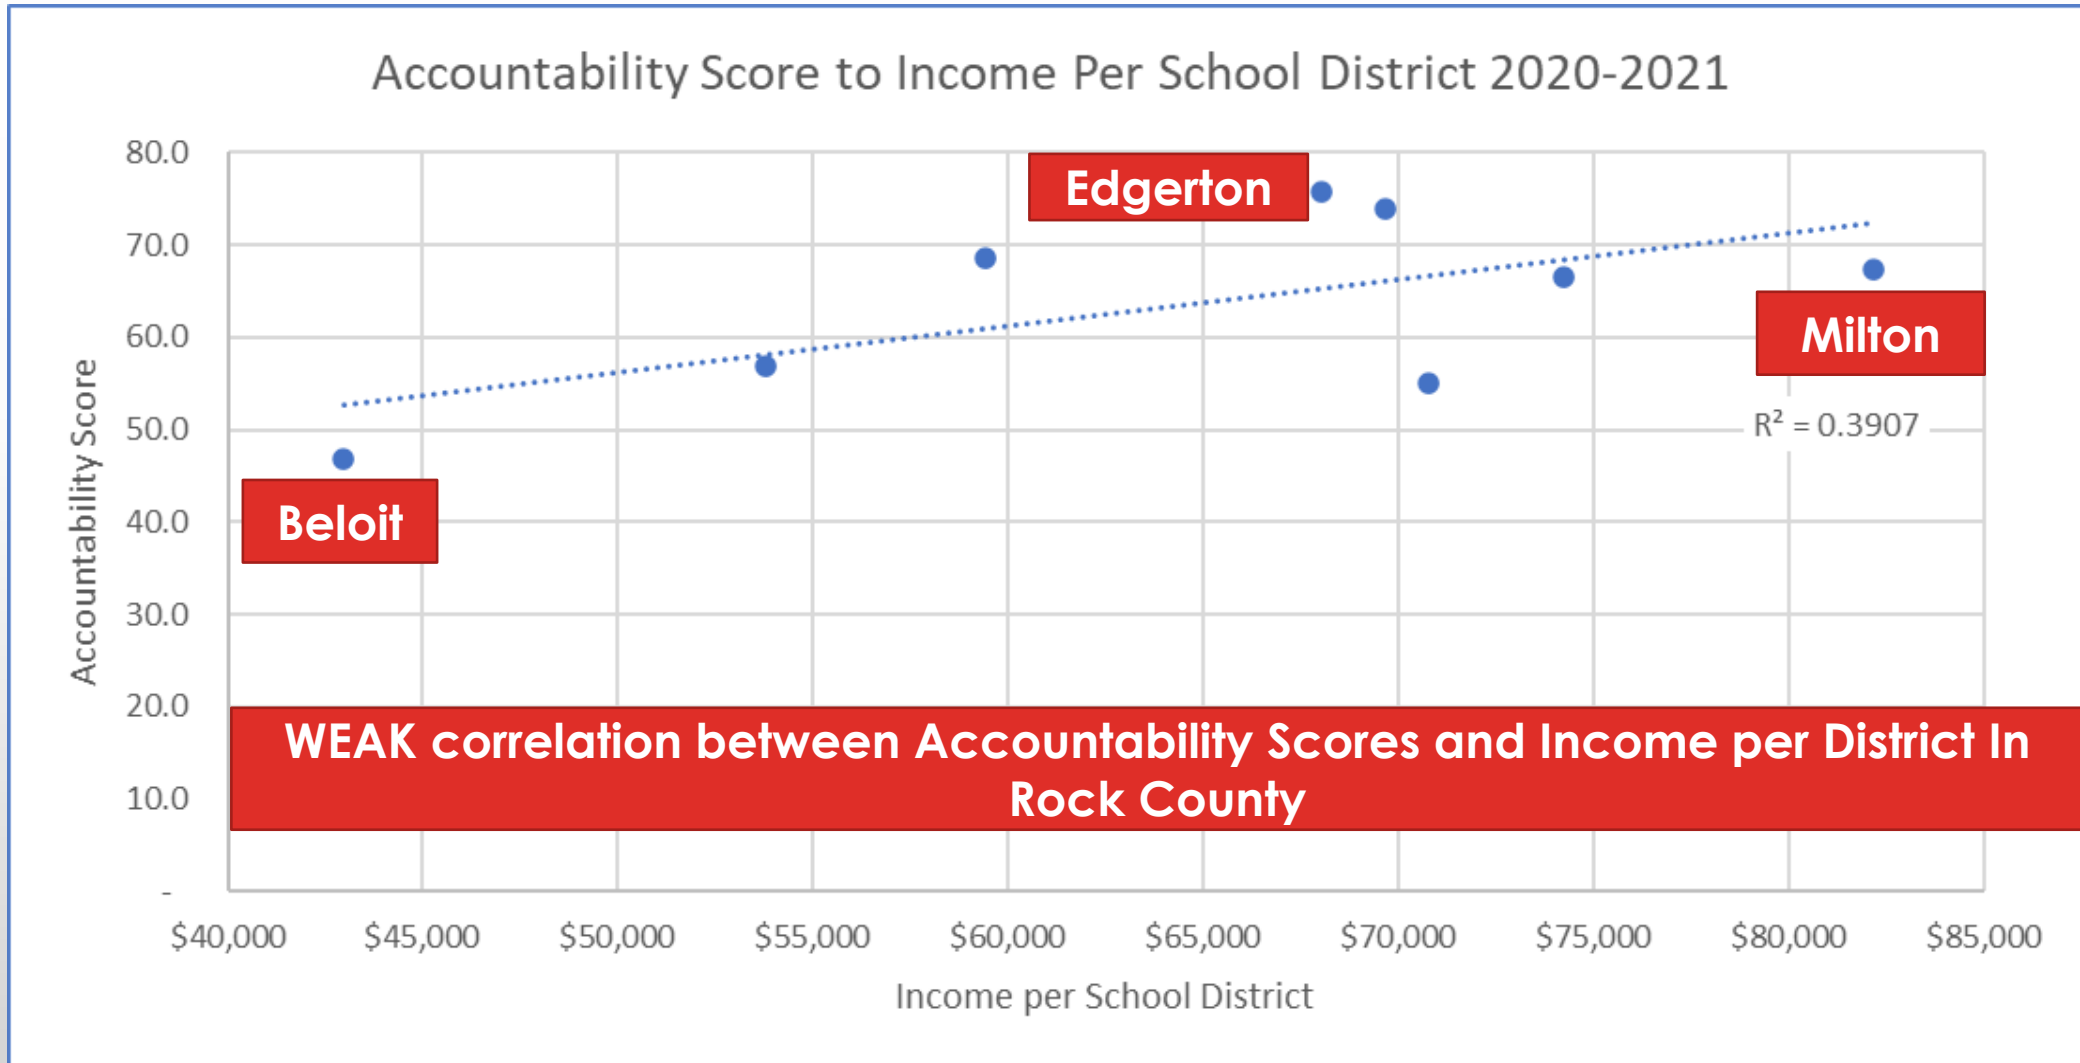 Accountability Score to Income Per School District 2020-2021
Accountability Score
80.0
70.0
60.0
50.0
40.0
30.0
20.0
10.0
-
Edgerton
Milton
R² = 0.3907
Beloit
WEAK correlation between Accountability Scores and Income per District In
Rock County
$40,000 $45,000 $50,000 $55,000 $60,000 $65,000 $70,000 $75,000 $80,000 $85,000
Income per School District